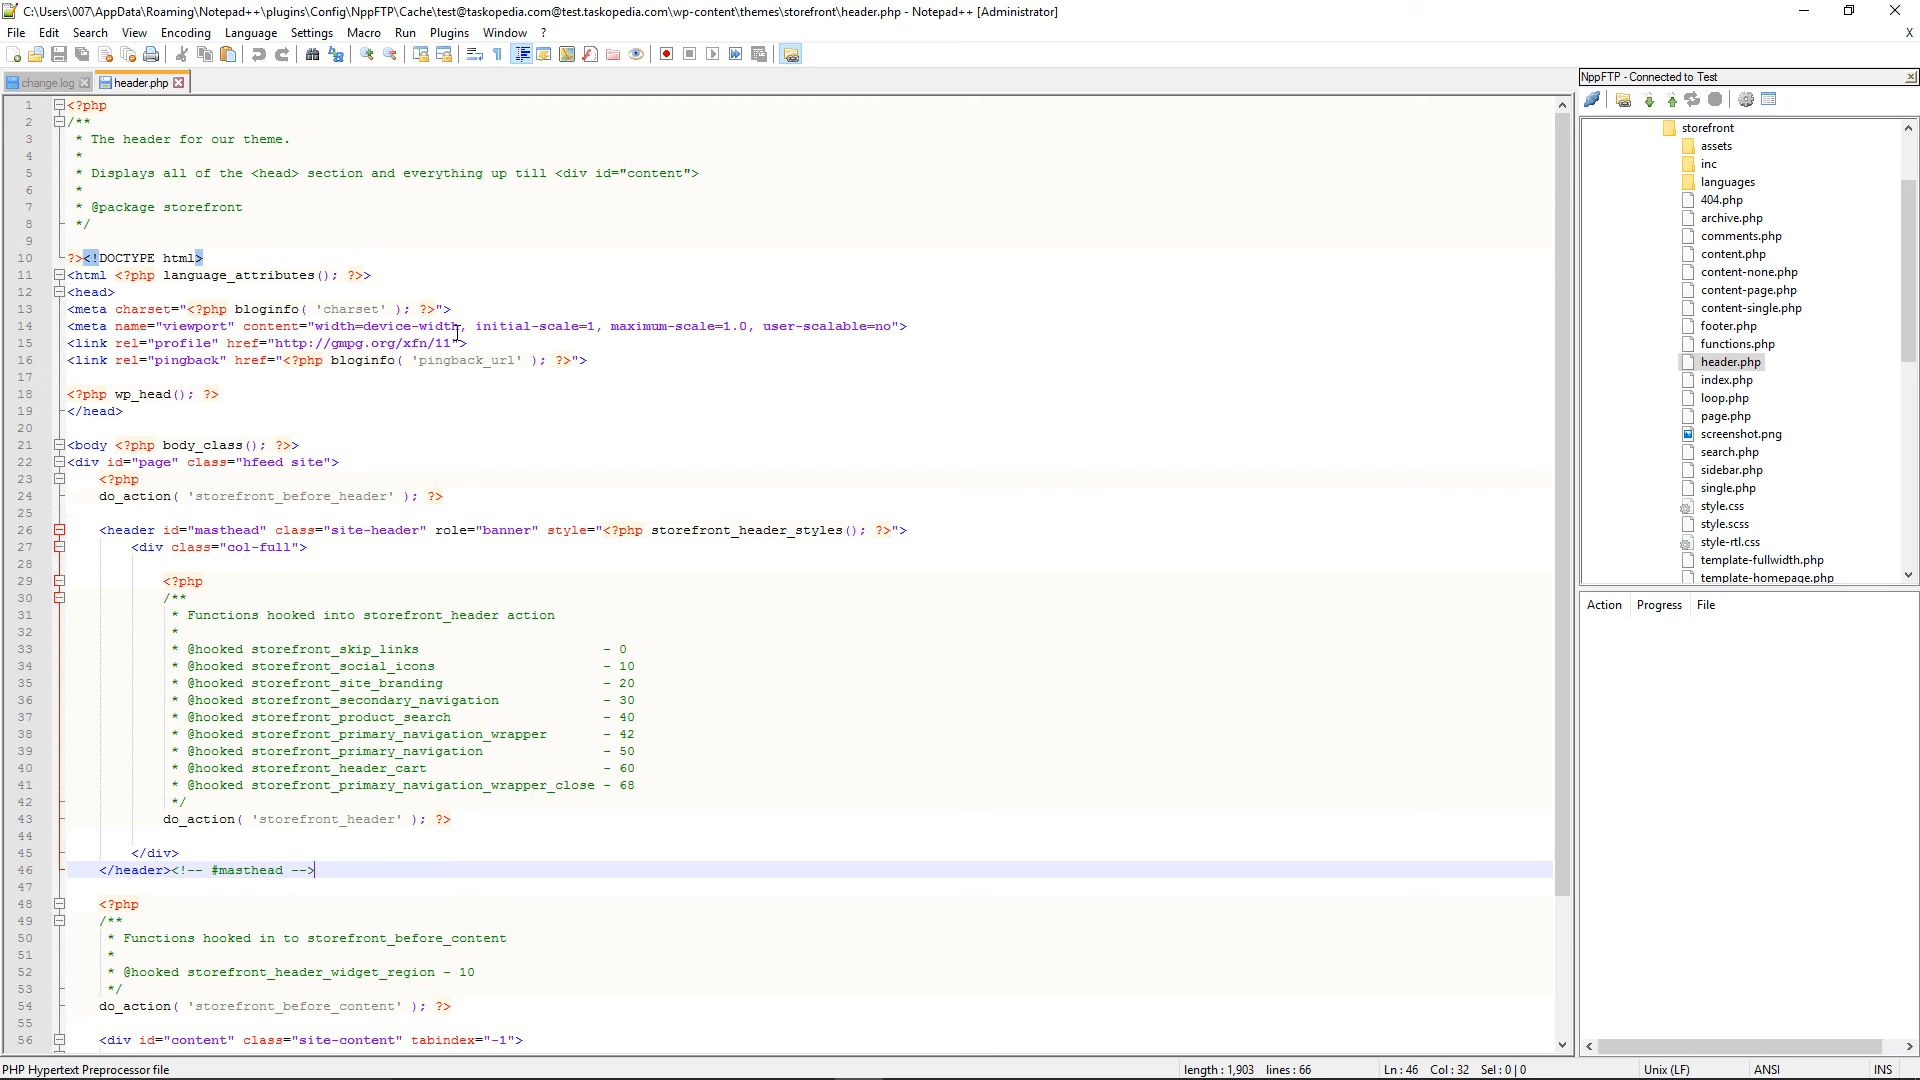 C:\Users\007\AppData\Roaming\Notepad++\plugins\Config\NppFTP\Cache\test@taskopedia.com@test.taskopedia.com\wp-content\themes\storefront\header.php - Notepad++ [Administrator]
File Edit Search View Encoding Language Settings Macro Run Plugins Window ? X
change.log header.php
NppFTP - Connected to Test
1 <?php
2 /**
3  * The header for our theme.
4  *
5  * Displays all of the <head> section and everything up till <div id="content">
6  *
7  * @package storefront
8  */
9
10 ?><!DOCTYPE html>
11 <html <?php language_attributes(); ?>>
12 <head>
13 <meta charset="<?php bloginfo( 'charset' ); ?>">
14 <meta name="viewport" content="width=device-width, initial-scale=1, maximum-scale=1.0, user-scalable=no">
15 <link rel="profile" href="http://gmpg.org/xfn/11">
16 <link rel="pingback" href="<?php bloginfo( 'pingback_url' ); ?>">
17
18 <?php wp_head(); ?>
19 </head>
20
21 <body <?php body_class(); ?>>
22 <div id="page" class="hfeed site">
23     <?php
24     do_action( 'storefront_before_header' ); ?>
25
26     <header id="masthead" class="site-header" role="banner" style="<?php storefront_header_styles(); ?>">
27         <div class="col-full">
28
29             <?php
30             /**
31              * Functions hooked into storefront_header action
32              *
33              * @hooked storefront_skip_links                       - 0
34              * @hooked storefront_social_icons                     - 10
35              * @hooked storefront_site_branding                    - 20
36              * @hooked storefront_secondary_navigation             - 30
37              * @hooked storefront_product_search                   - 40
38              * @hooked storefront_primary_navigation_wrapper       - 42
39              * @hooked storefront_primary_navigation               - 50
40              * @hooked storefront_header_cart                      - 60
41              * @hooked storefront_primary_navigation_wrapper_close - 68
42              */
43             do_action( 'storefront_header' ); ?>
44
45         </div>
46     </header><!-- #masthead -->
47
48     <?php
49     /**
50      * Functions hooked in to storefront_before_content
51      *
52      * @hooked storefront_header_widget_region - 10
53      */
54     do_action( 'storefront_before_content' ); ?>
55
56     <div id="content" class="site-content" tabindex="-1">
storefront
assets
inc
languages
404.php
archive.php
comments.php
content.php
content-none.php
content-page.php
content-single.php
footer.php
functions.php
header.php
index.php
loop.php
page.php
screenshot.png
search.php
sidebar.php
single.php
style.css
style.scss
style-rtl.css
template-fullwidth.php
template-homepage.php
Action Progress File
PHP Hypertext Preprocessor file length : 1,903 lines : 66 Ln : 46 Col : 32 Sel : 0 | 0 Unix (LF) ANSI INS